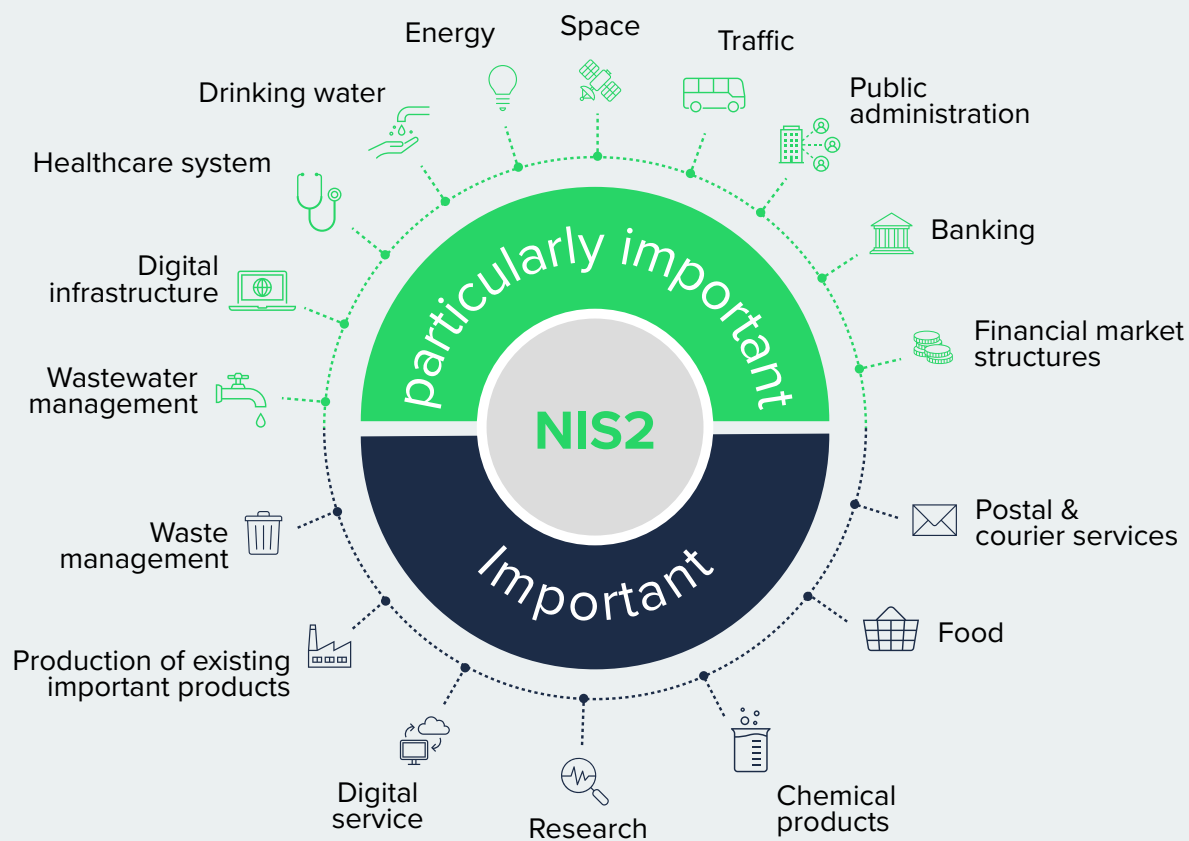 Energy
Space
Traffic
Drinking water
Public
administration
Healthcare system
Banking
Digital
infrastructure
Financial market
structures
Wastewater
management
particularly important
NIS2
Important
Waste
management
Postal &
courier services
Production of existing
important products
Food
Digital
service
Research
Chemical
products